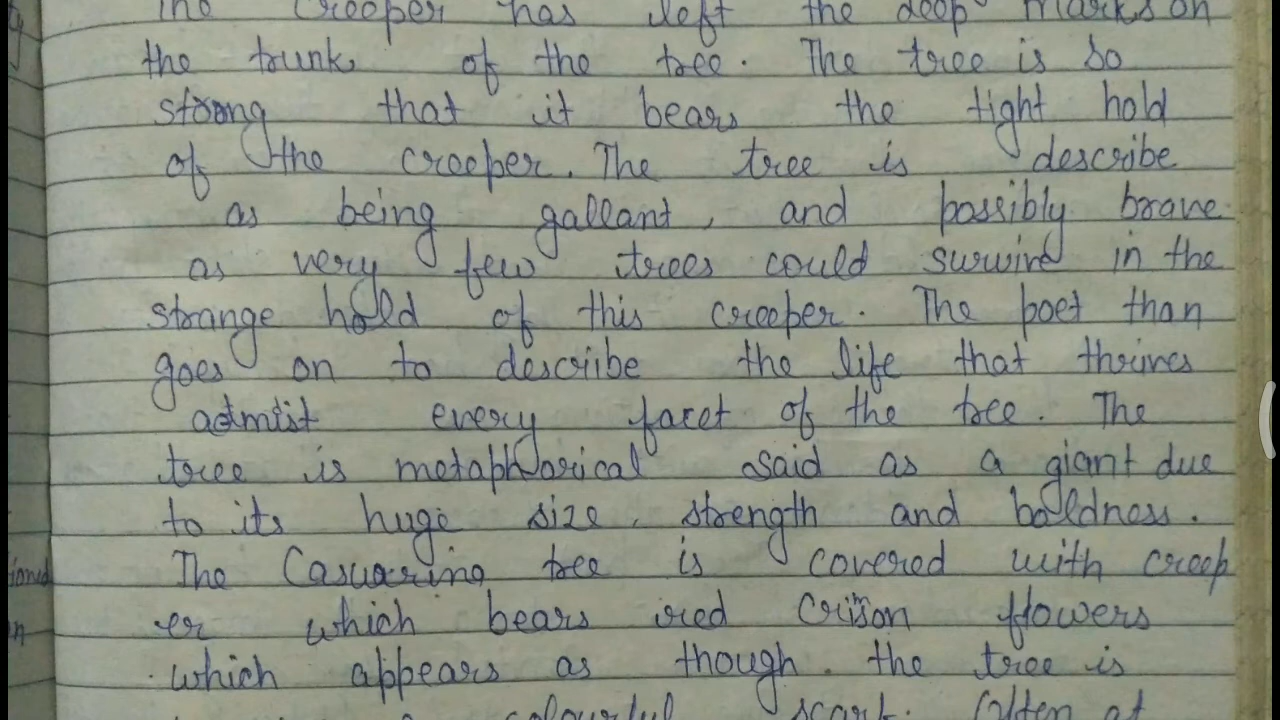 The Creeper has left the deep marks on
the trunk of the tree. The tree is so
strong that it bears the tight hold
of the creeper. The tree is describe
as being gallant, and possibly brave
as very few trees could survive in the
strange hold of this creeper. The poet than
goes on to describe the life that thrives
admist every facet of the tree. The
tree is metaphorical said as a giant due
to its huge size, strength and boldness.
The Casuarina tree is covered with creep
er which bears red Crimson flowers
which appears as though the tree is
colourful scarf. Often at